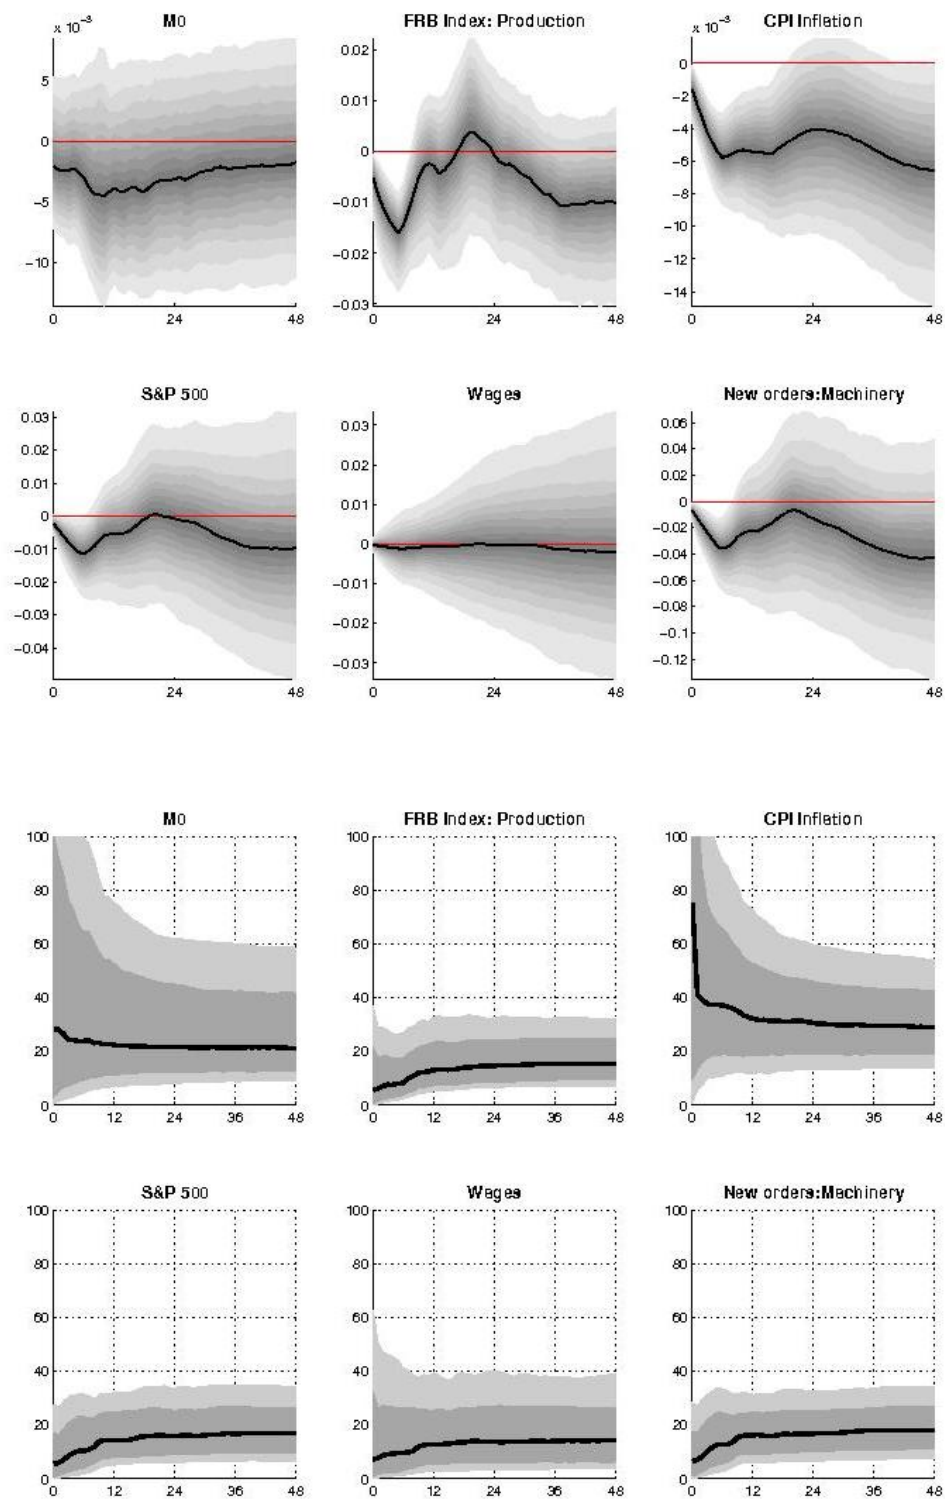 M0 FRB Index: Production CPI Inflation
x 10⁻³ x 10⁻³
5 0 −5 −10
0 24 48
0.02 0.01 0 −0.01 −0.02 −0.03
0 24 48
0 −2 −4 −6 −8 −10 −12 −14
0 24 48
S&P 500 Wages New orders:Machinery
0.03 0.02 0.01 0 −0.01 −0.02 −0.03 −0.04
0 24 48
0.03 0.02 0.01 0 −0.01 −0.02 −0.03
0 24 48
0.06 0.04 0.02 0 −0.02 −0.04 −0.06 −0.08 −0.1 −0.12
0 24 48
M0 FRB Index: Production CPI Inflation
100 80 60 40 20 0
0 12 24 36 48
100 80 60 40 20 0
0 12 24 36 48
100 80 60 40 20 0
0 12 24 36 48
S&P 500 Wages New orders:Machinery
100 80 60 40 20 0
0 12 24 36 48
100 80 60 40 20 0
0 12 24 36 48
100 80 60 40 20 0
0 12 24 36 48